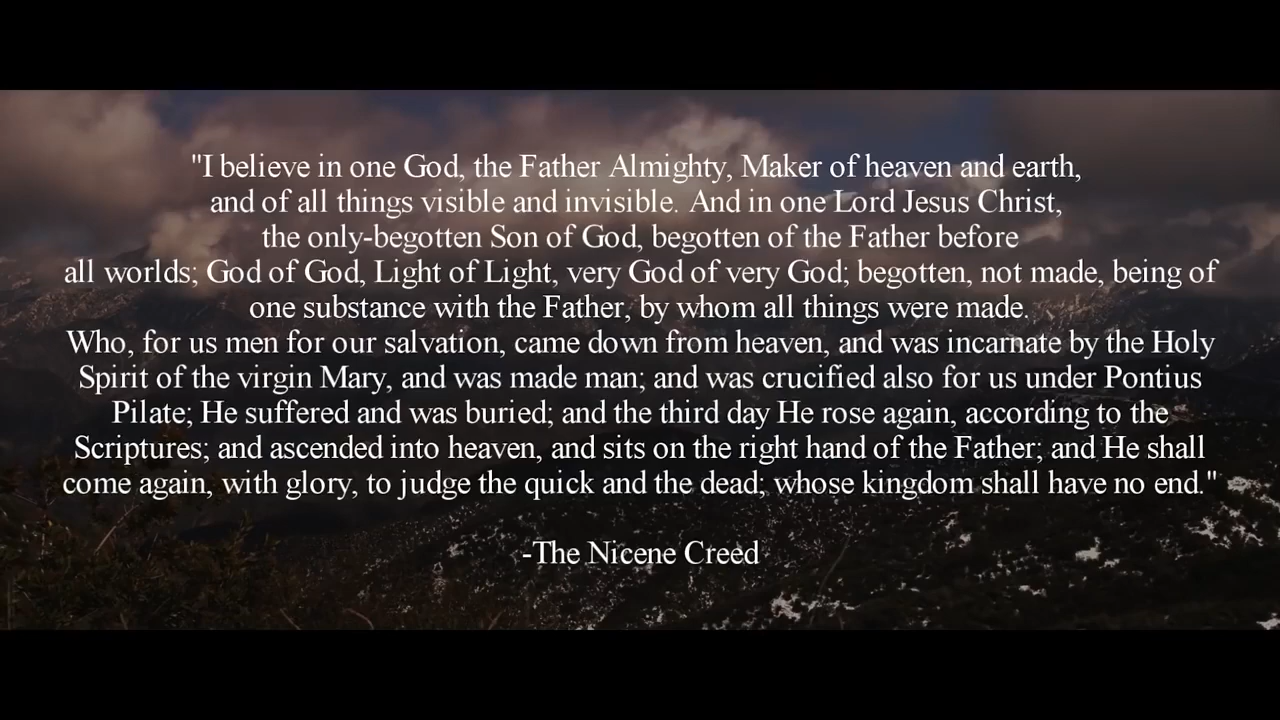 "I believe in one God, the Father Almighty, Maker of heaven and earth,
and of all things visible and invisible. And in one Lord Jesus Christ,
the only-begotten Son of God, begotten of the Father before
all worlds; God of God, Light of Light, very God of very God; begotten, not made, being of
one substance with the Father, by whom all things were made.
Who, for us men for our salvation, came down from heaven, and was incarnate by the Holy
Spirit of the virgin Mary, and was made man; and was crucified also for us under Pontius
Pilate; He suffered and was buried; and the third day He rose again, according to the
Scriptures; and ascended into heaven, and sits on the right hand of the Father; and He shall
come again, with glory, to judge the quick and the dead; whose kingdom shall have no end."
-The Nicene Creed